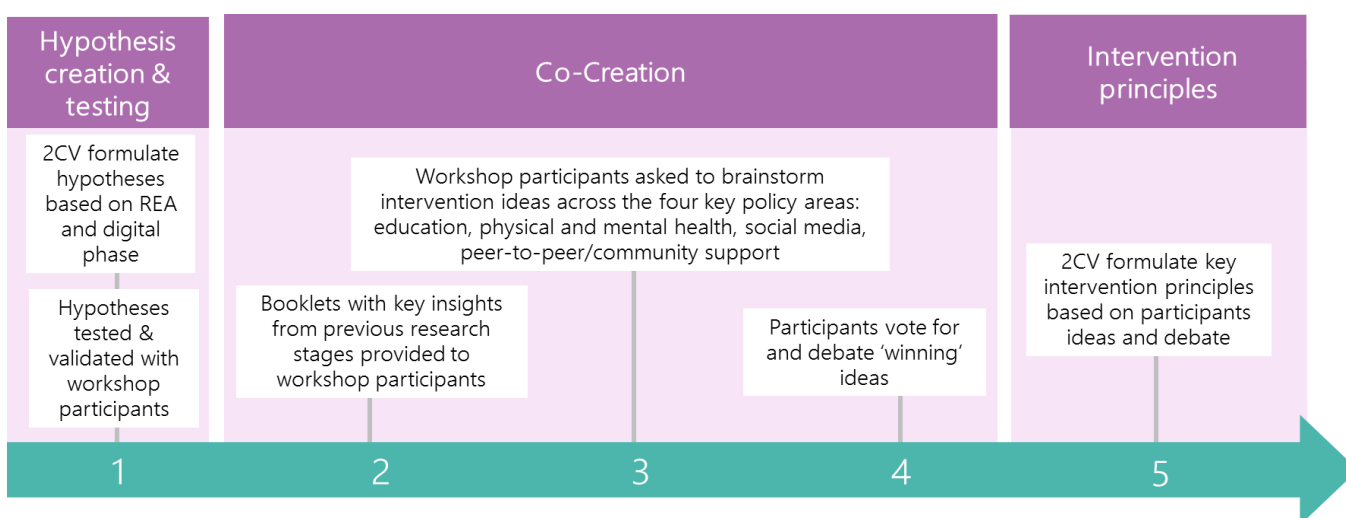 Hypothesis
creation &
testing
2CV formulate
hypotheses
based on REA
and digital
phase
Hypotheses
tested &
validated with
workshop
participants
Co-Creation
Workshop participants asked to brainstorm
intervention ideas across the four key policy areas:
education, physical and mental health, social media,
peer-to-peer/community support
Booklets with key insights
from previous research
stages provided to
workshop participants
Participants vote for
and debate ‘winning’
ideas
Intervention
principles
2CV formulate key
intervention principles
based on participants
ideas and debate
1
2
3
4
5